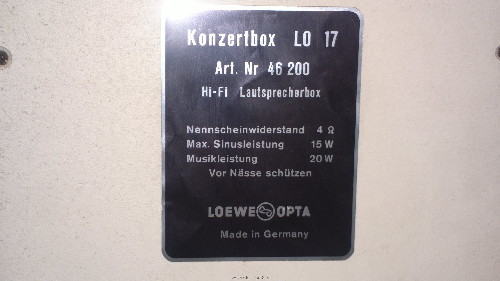 Konzertbox LO 17
Art. Nr 46 200
Hi-Fi Lautsprecherbox
Nennscheinwiderstand 4 Ω
Max. Sinusleistung 15 W
Musikleistung 20 W
Vor Nässe schützen
LOEWE OPTA
Made in Germany